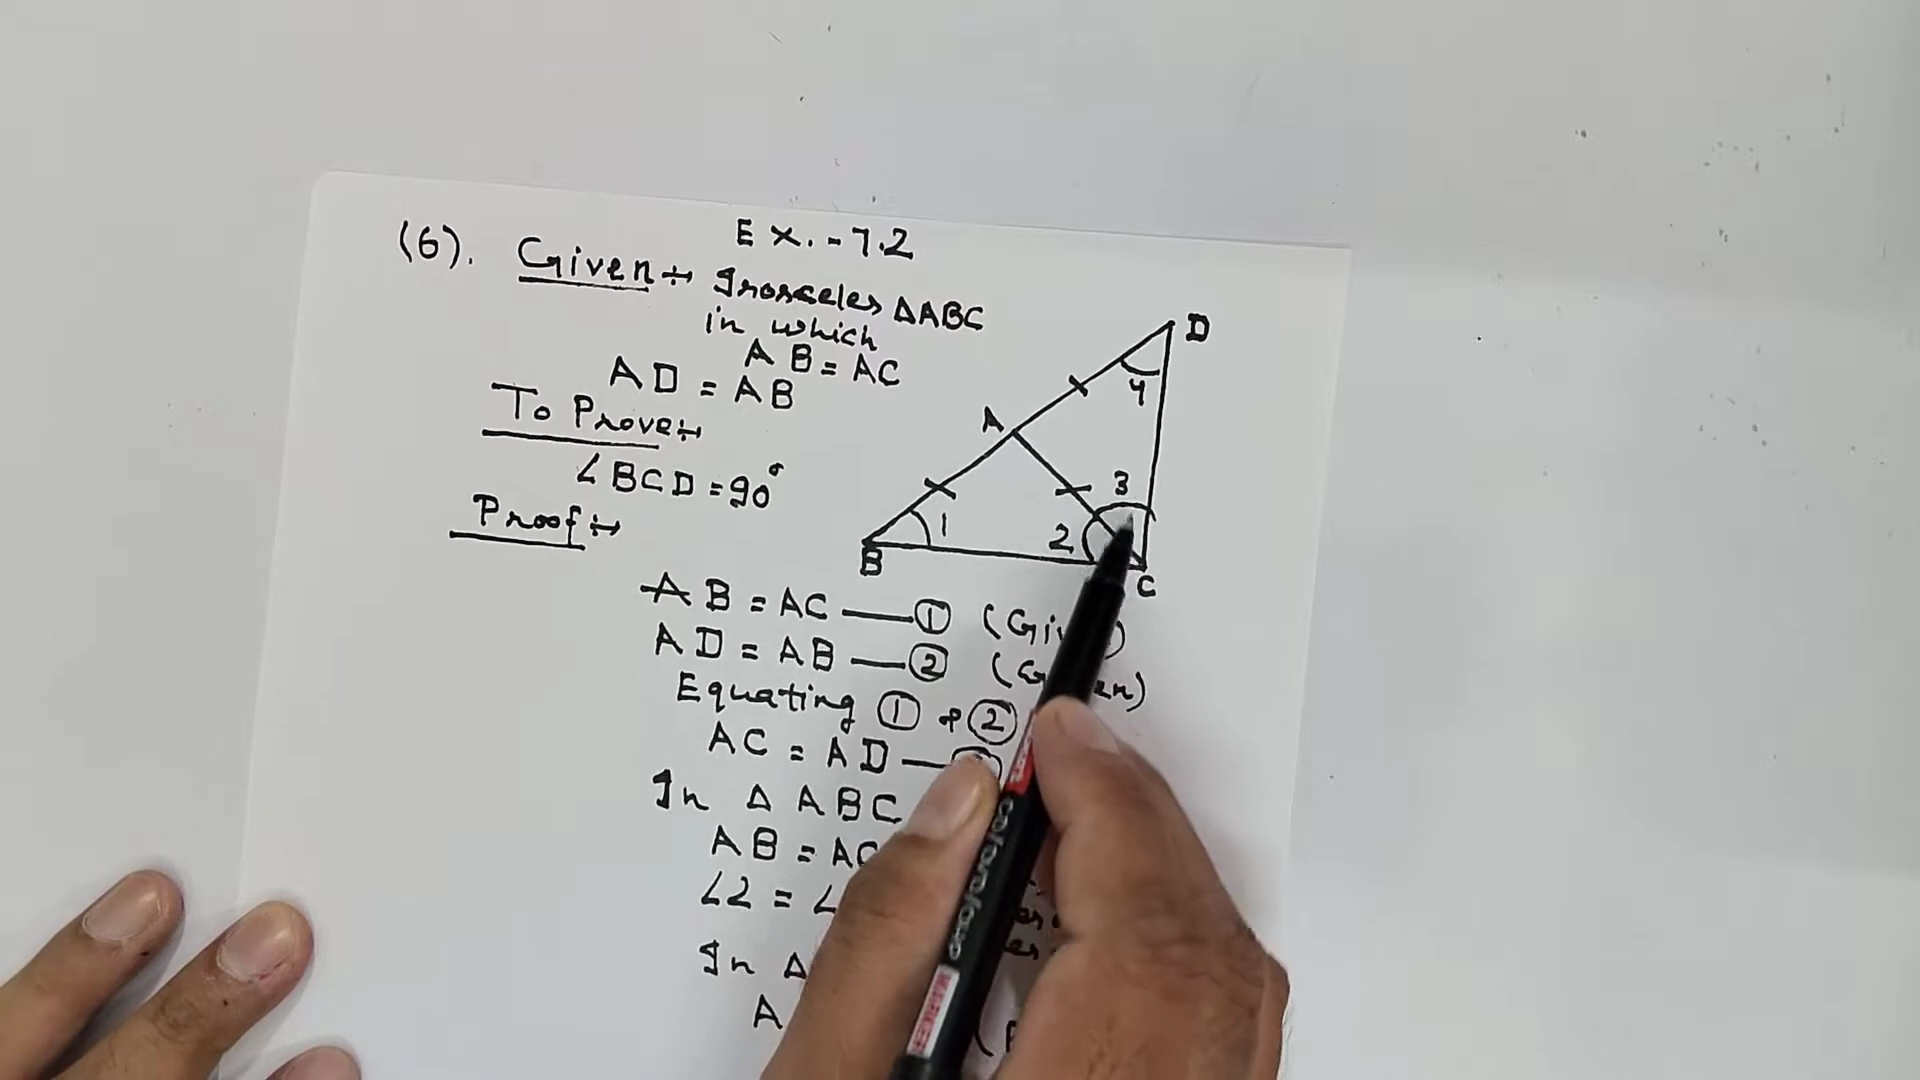 Ex. - 7.2
(6). Given :- Isosceles ΔABC
in which
AB = AC
AD = AB
To Prove :-
∠BCD = 90°
Proof :-
D
4
A
3
1
2
B
C
AB = AC — ① (Given)
AD = AB — ② (Given)
Equating ① & ②
AC = AD —
In Δ ABC
AB = AC
∠2 = ∠
In Δ
A
(